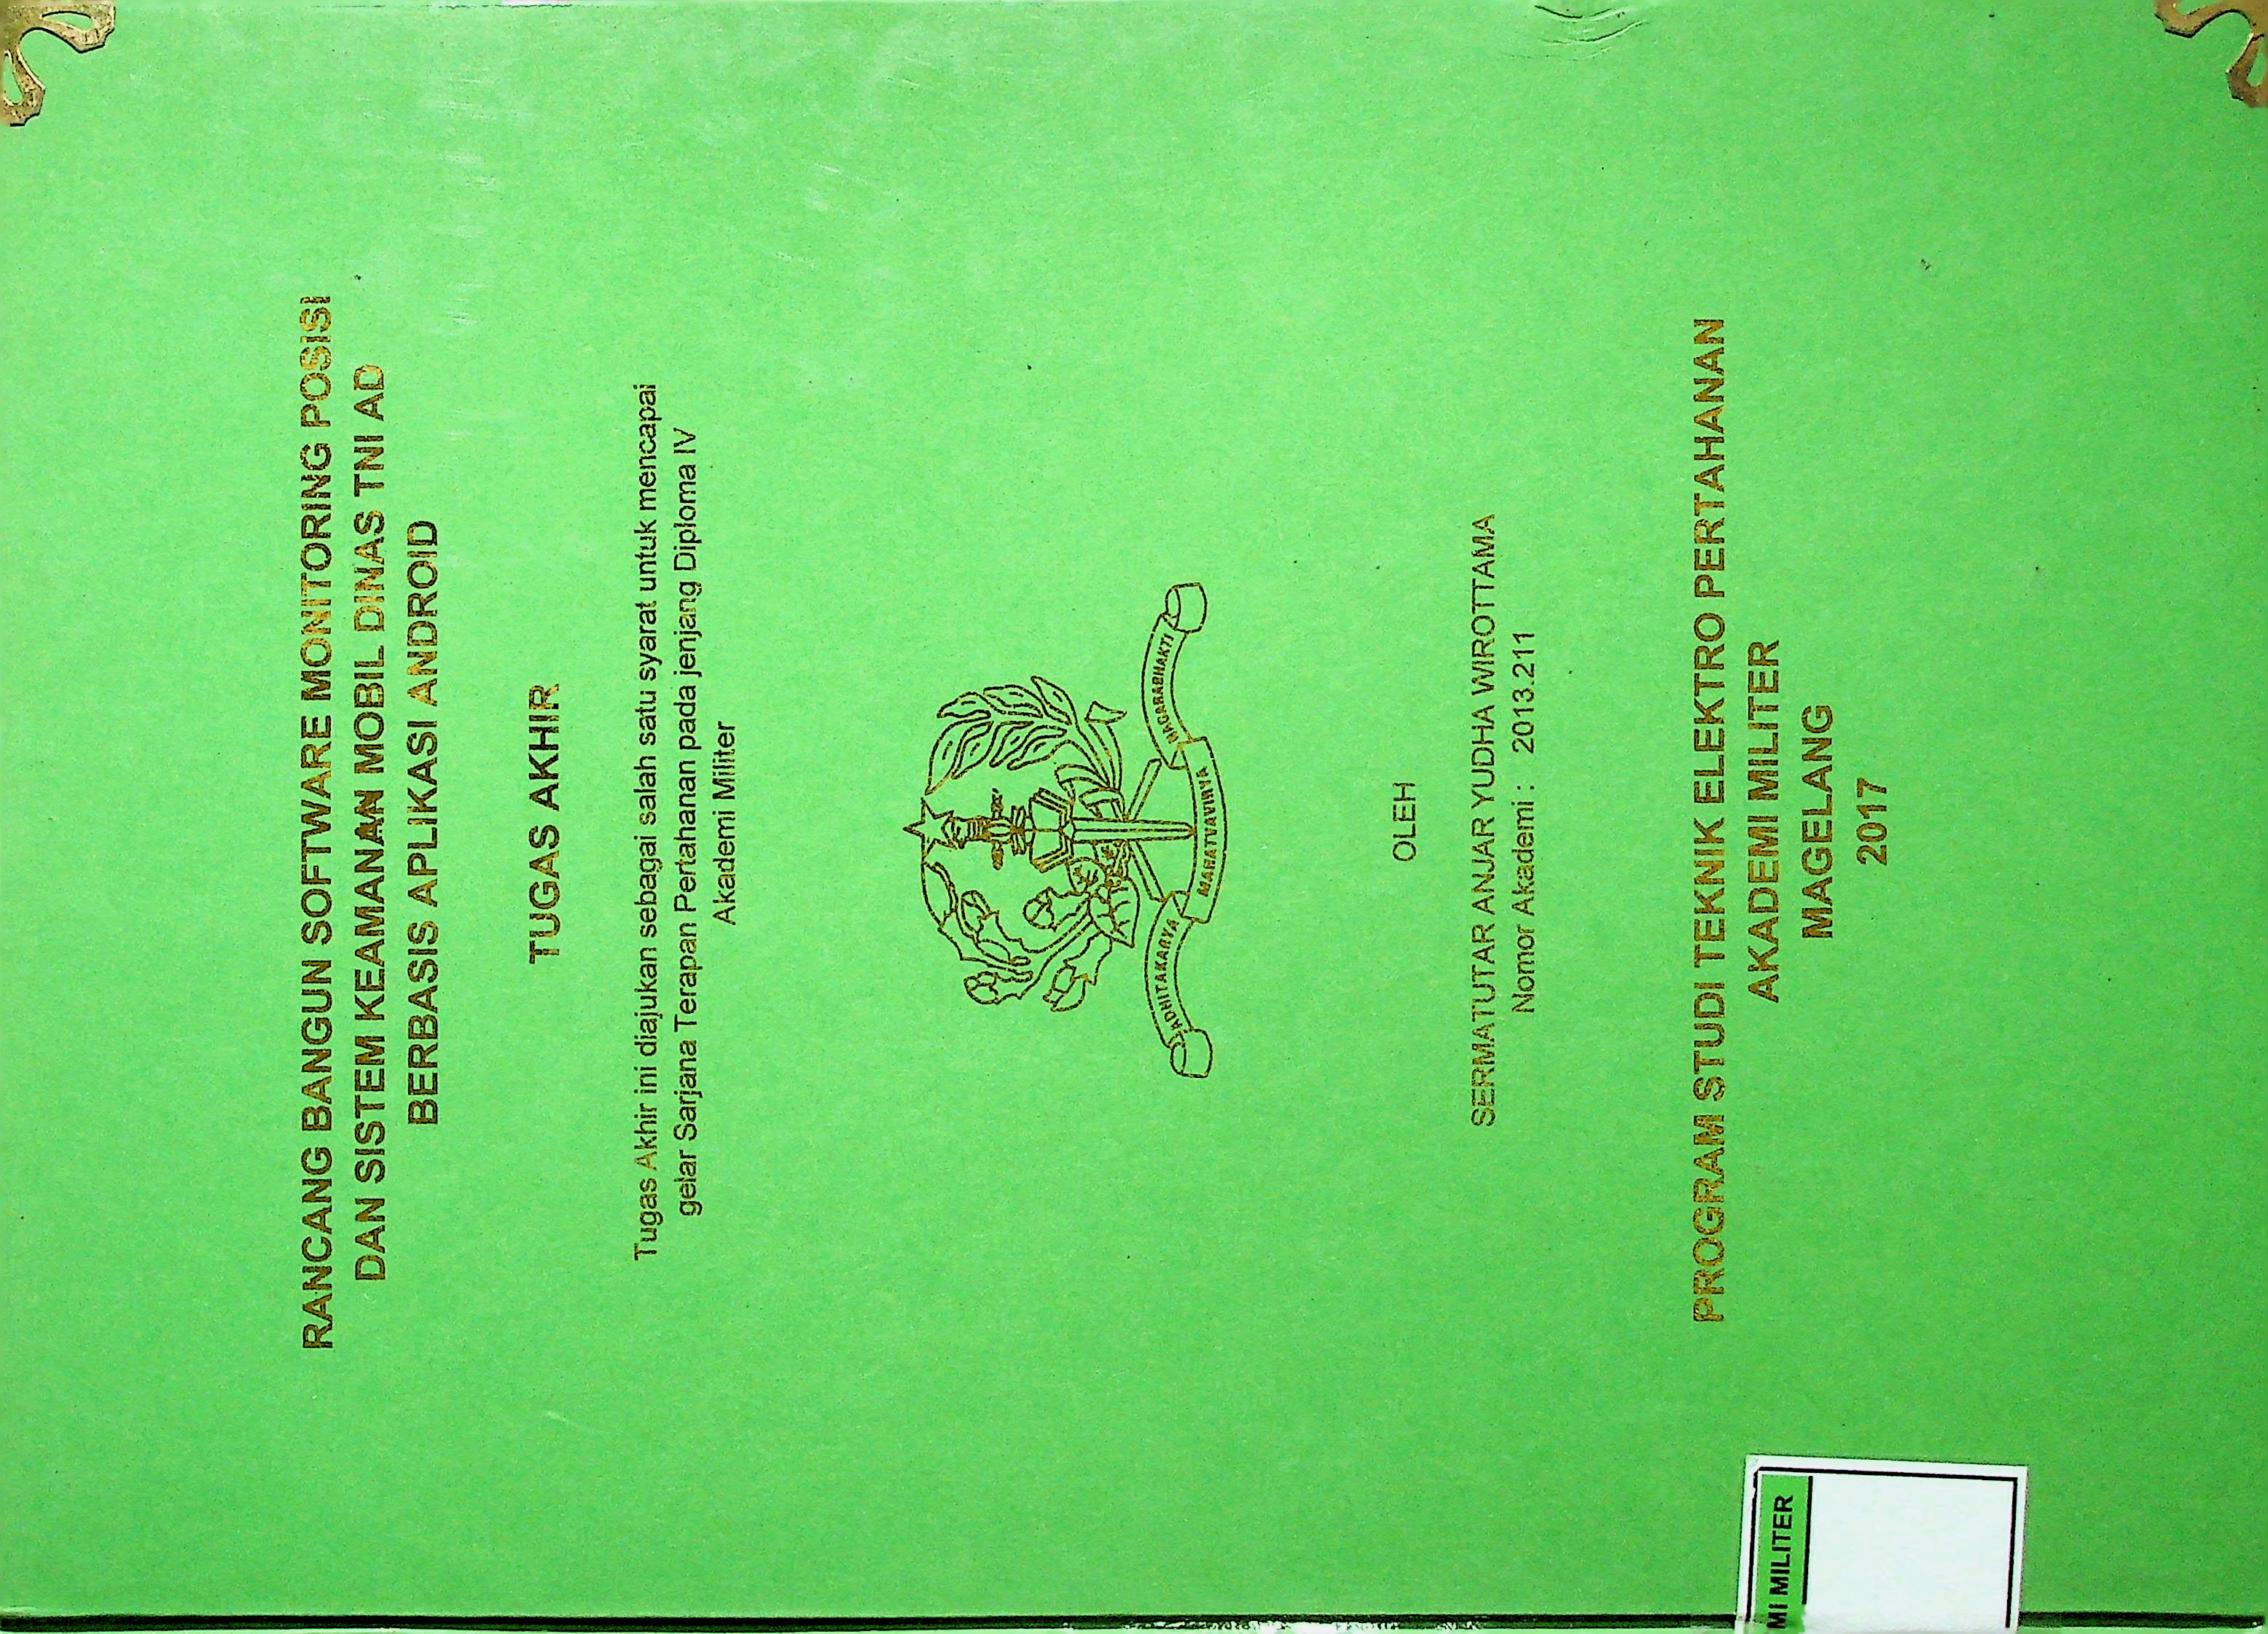 RANCANG BANGUN SOFTWARE MONITORING POSISI
DAN SISTEM KEAMANAN MOBIL DINAS TNI AD
BERBASIS APLIKASI ANDROID
TUGAS AKHIR
Tugas Akhir ini diajukan sebagai salah satu syarat untuk mencapai
gelar Sarjana Terapan Pertahanan pada jenjang Diploma IV
Akademi Militer
ADHITAKARYA MAHATVAVIRYA NAGARABHAKTI
OLEH
SERMATUTAR ANJAR YUDHA WIROTTAMA
Nomor Akademi : 2013.211
PROGRAM STUDI TEKNIK ELEKTRO PERTAHANAN
AKADEMI MILITER
MAGELANG
2017
MI MILITER